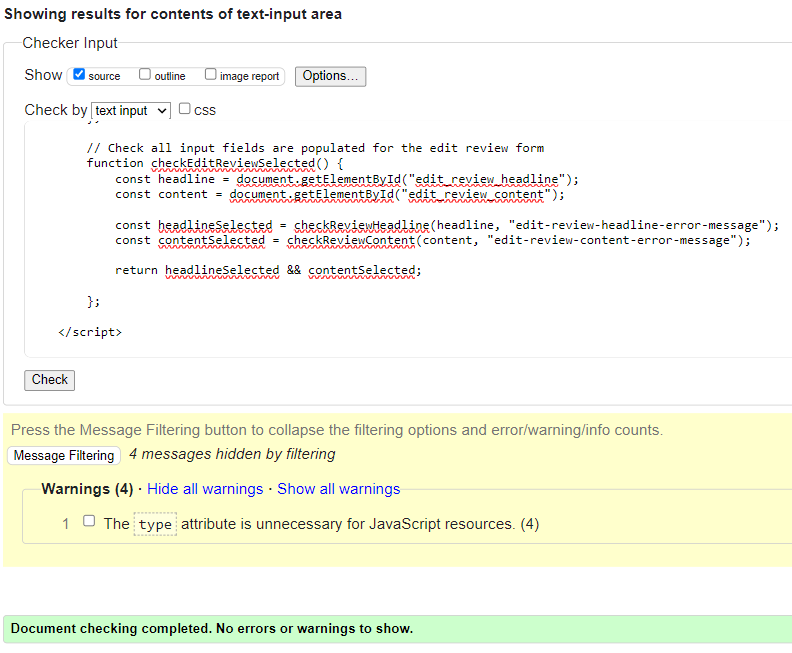 Showing results for contents of text-input area
Checker Input
Show source outline image report Options...
Check by text input css
};
// Check all input fields are populated for the edit review form
function checkEditReviewSelected() {
const headline = document.getElementById("edit_review_headline");
const content = document.getElementById("edit_review_content");
const headlineSelected = checkReviewHeadline(headline, "edit-review-headline-error-message");
const contentSelected = checkReviewContent(content, "edit-review-content-error-message");
return headlineSelected && contentSelected;
};
</script>
Check
Press the Message Filtering button to collapse the filtering options and error/warning/info counts.
Message Filtering 4 messages hidden by filtering
Warnings (4) · Hide all warnings · Show all warnings
1 The type attribute is unnecessary for JavaScript resources. (4)
Document checking completed. No errors or warnings to show.